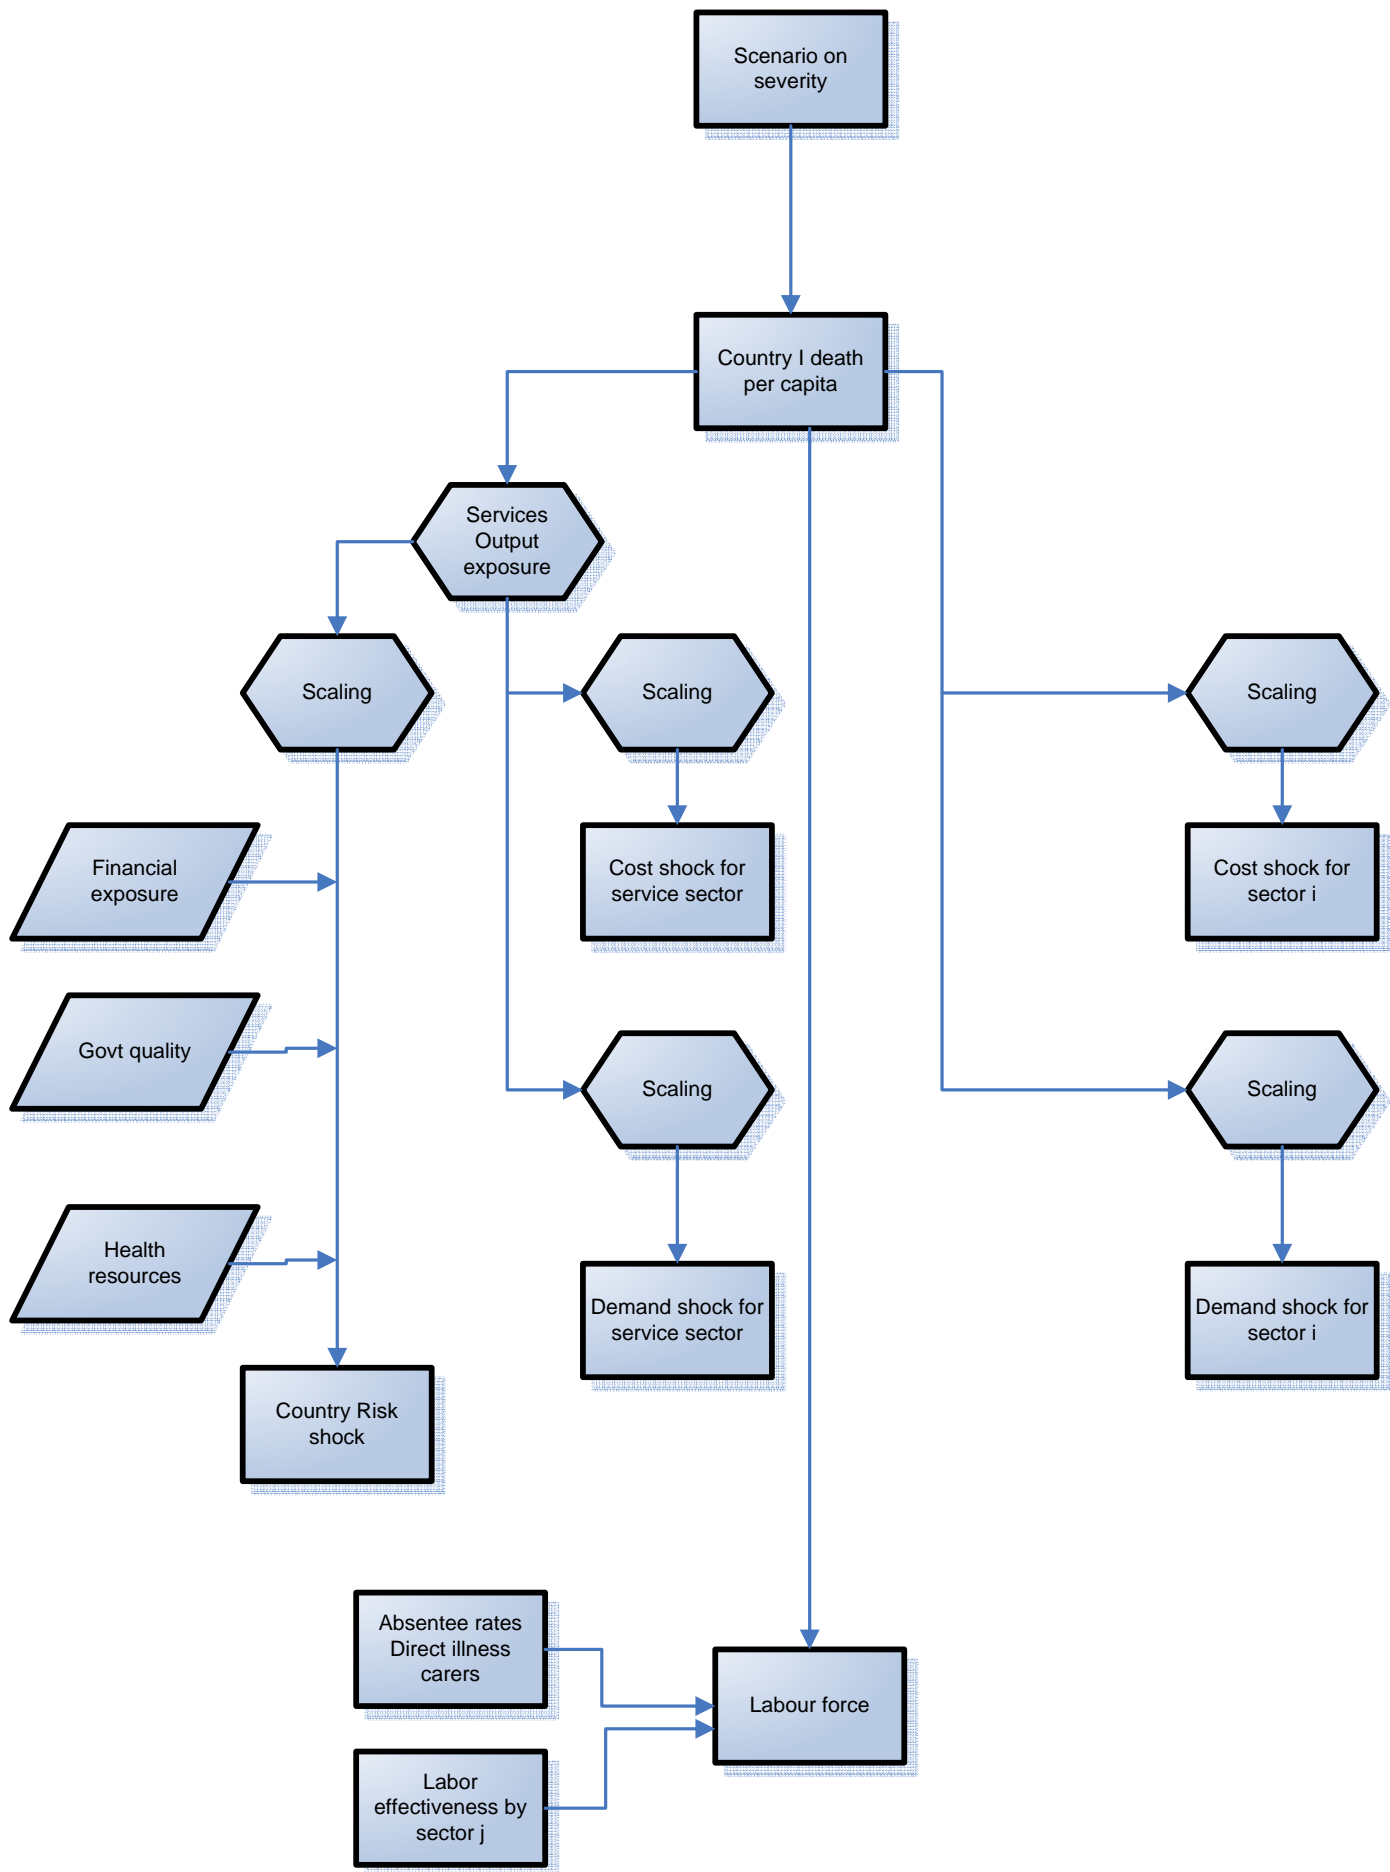 Scenario on
severity
Country I death
per capita
Services
Output
exposure
Scaling
Scaling
Scaling
Financial
exposure
Cost shock for
service sector
Cost shock for
sector i
Govt quality
Scaling
Scaling
Health
resources
Demand shock for
service sector
Demand shock for
sector i
Country Risk
shock
Absentee rates
Direct illness
carers
Labour force
Labor
effectiveness by
sector j